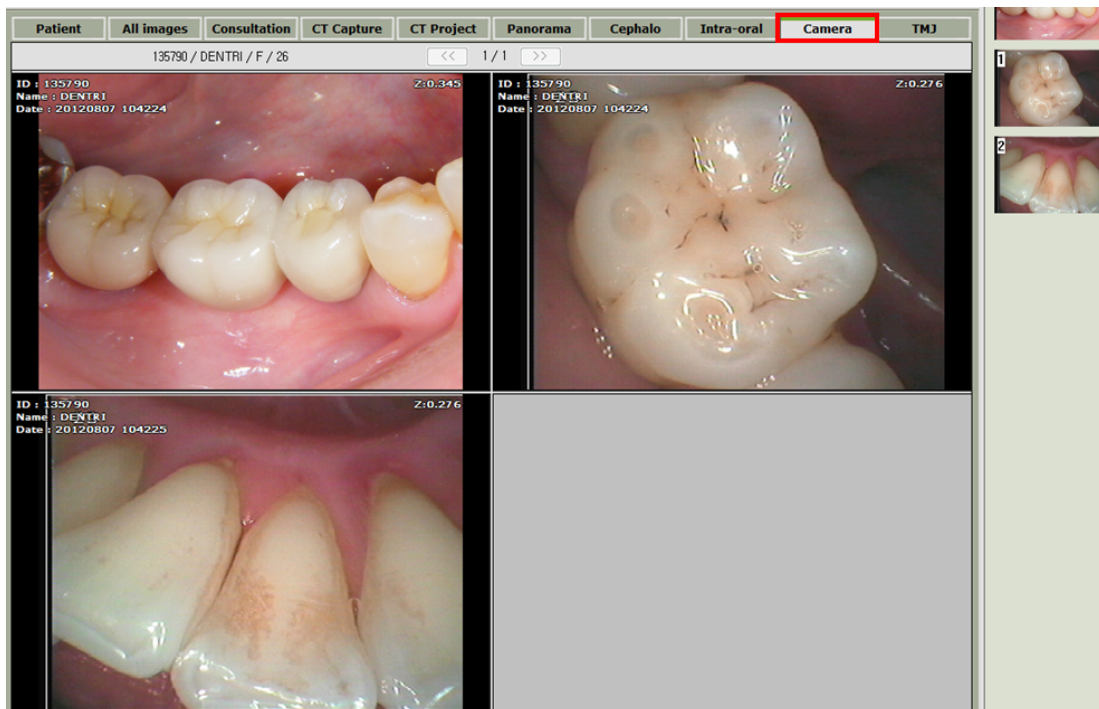 Patient All images Consultation CT Capture CT Project Panorama Cephalo Intra-oral Camera TMJ
135790 / DENTRI / F / 26 << 1 / 1 >>
ID : 135790 Z:0.345
Name : DENTRI
Date : 20120807 104224
ID : 135790 Z:0.276
Name : DENTRI
Date : 20120807 104224
ID : 135790 Z:0.276
Name : DENTRI
Date : 20120807 104225
1
2